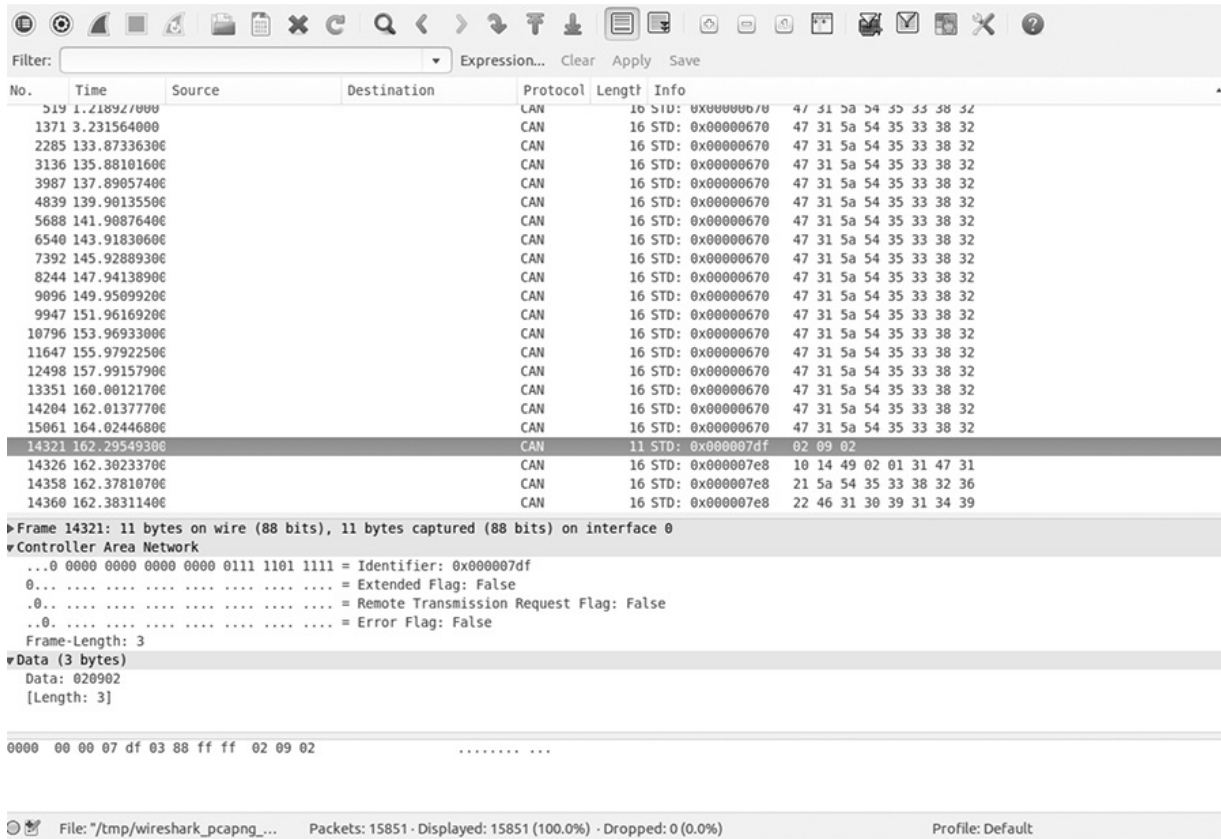 Filter: Expression... Clear Apply Save
No. Time Source Destination Protocol Length Info
519 1.218927000 CAN 16 STD: 0x00000670 47 31 5a 54 35 33 38 32
1371 3.231564000 CAN 16 STD: 0x00000670 47 31 5a 54 35 33 38 32
2285 133.87336300 CAN 16 STD: 0x00000670 47 31 5a 54 35 33 38 32
3136 135.88101600 CAN 16 STD: 0x00000670 47 31 5a 54 35 33 38 32
3987 137.89057400 CAN 16 STD: 0x00000670 47 31 5a 54 35 33 38 32
4839 139.90135500 CAN 16 STD: 0x00000670 47 31 5a 54 35 33 38 32
5688 141.90876400 CAN 16 STD: 0x00000670 47 31 5a 54 35 33 38 32
6540 143.91830600 CAN 16 STD: 0x00000670 47 31 5a 54 35 33 38 32
7392 145.92889300 CAN 16 STD: 0x00000670 47 31 5a 54 35 33 38 32
8244 147.94138900 CAN 16 STD: 0x00000670 47 31 5a 54 35 33 38 32
9096 149.95099200 CAN 16 STD: 0x00000670 47 31 5a 54 35 33 38 32
9947 151.96169200 CAN 16 STD: 0x00000670 47 31 5a 54 35 33 38 32
10796 153.96933000 CAN 16 STD: 0x00000670 47 31 5a 54 35 33 38 32
11647 155.97922500 CAN 16 STD: 0x00000670 47 31 5a 54 35 33 38 32
12498 157.99157900 CAN 16 STD: 0x00000670 47 31 5a 54 35 33 38 32
13351 160.00121700 CAN 16 STD: 0x00000670 47 31 5a 54 35 33 38 32
14204 162.01377700 CAN 16 STD: 0x00000670 47 31 5a 54 35 33 38 32
15061 164.02446800 CAN 16 STD: 0x00000670 47 31 5a 54 35 33 38 32
14321 162.29549300 CAN 11 STD: 0x000007df 02 09 02
14326 162.30233700 CAN 16 STD: 0x000007e8 10 14 49 02 01 31 47 31
14358 162.37810700 CAN 16 STD: 0x000007e8 21 5a 54 35 33 38 32 36
14360 162.38311400 CAN 16 STD: 0x000007e8 22 46 31 30 39 31 34 39
Frame 14321: 11 bytes on wire (88 bits), 11 bytes captured (88 bits) on interface 0
Controller Area Network
...0 0000 0000 0000 0000 0111 1101 1111 = Identifier: 0x000007df
0... .... .... .... .... .... .... .... = Extended Flag: False
.0.. .... .... .... .... .... .... .... = Remote Transmission Request Flag: False
..0. .... .... .... .... .... .... .... = Error Flag: False
Frame-Length: 3
Data (3 bytes)
Data: 020902
[Length: 3]
0000 00 00 07 df 03 88 ff ff 02 09 02 ........ ...
File: "/tmp/wireshark_pcapng_... Packets: 15851 · Displayed: 15851 (100.0%) · Dropped: 0 (0.0%) Profile: Default